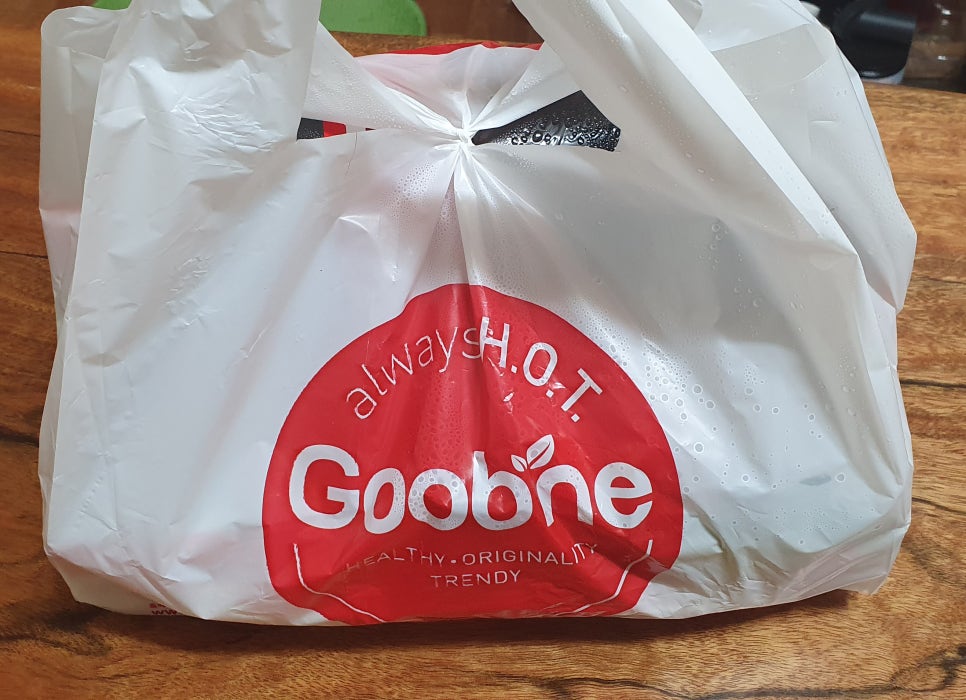 always H.O.T.
Goobne
HEALTHY • ORIGINALITY
TRENDY